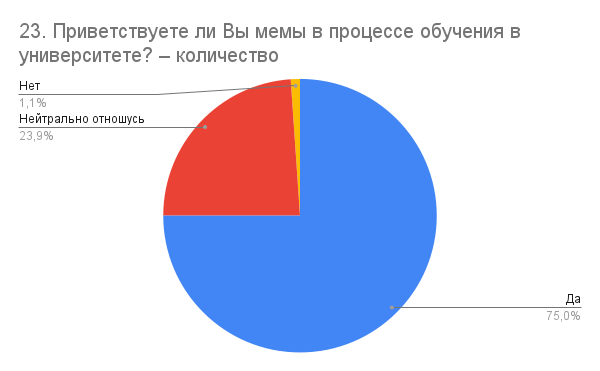 23. Приветствуете ли Вы мемы в процессе обучения в
университете? – количество
Нет
1,1%
Нейтрально отношусь
23,9%
Да
75,0%